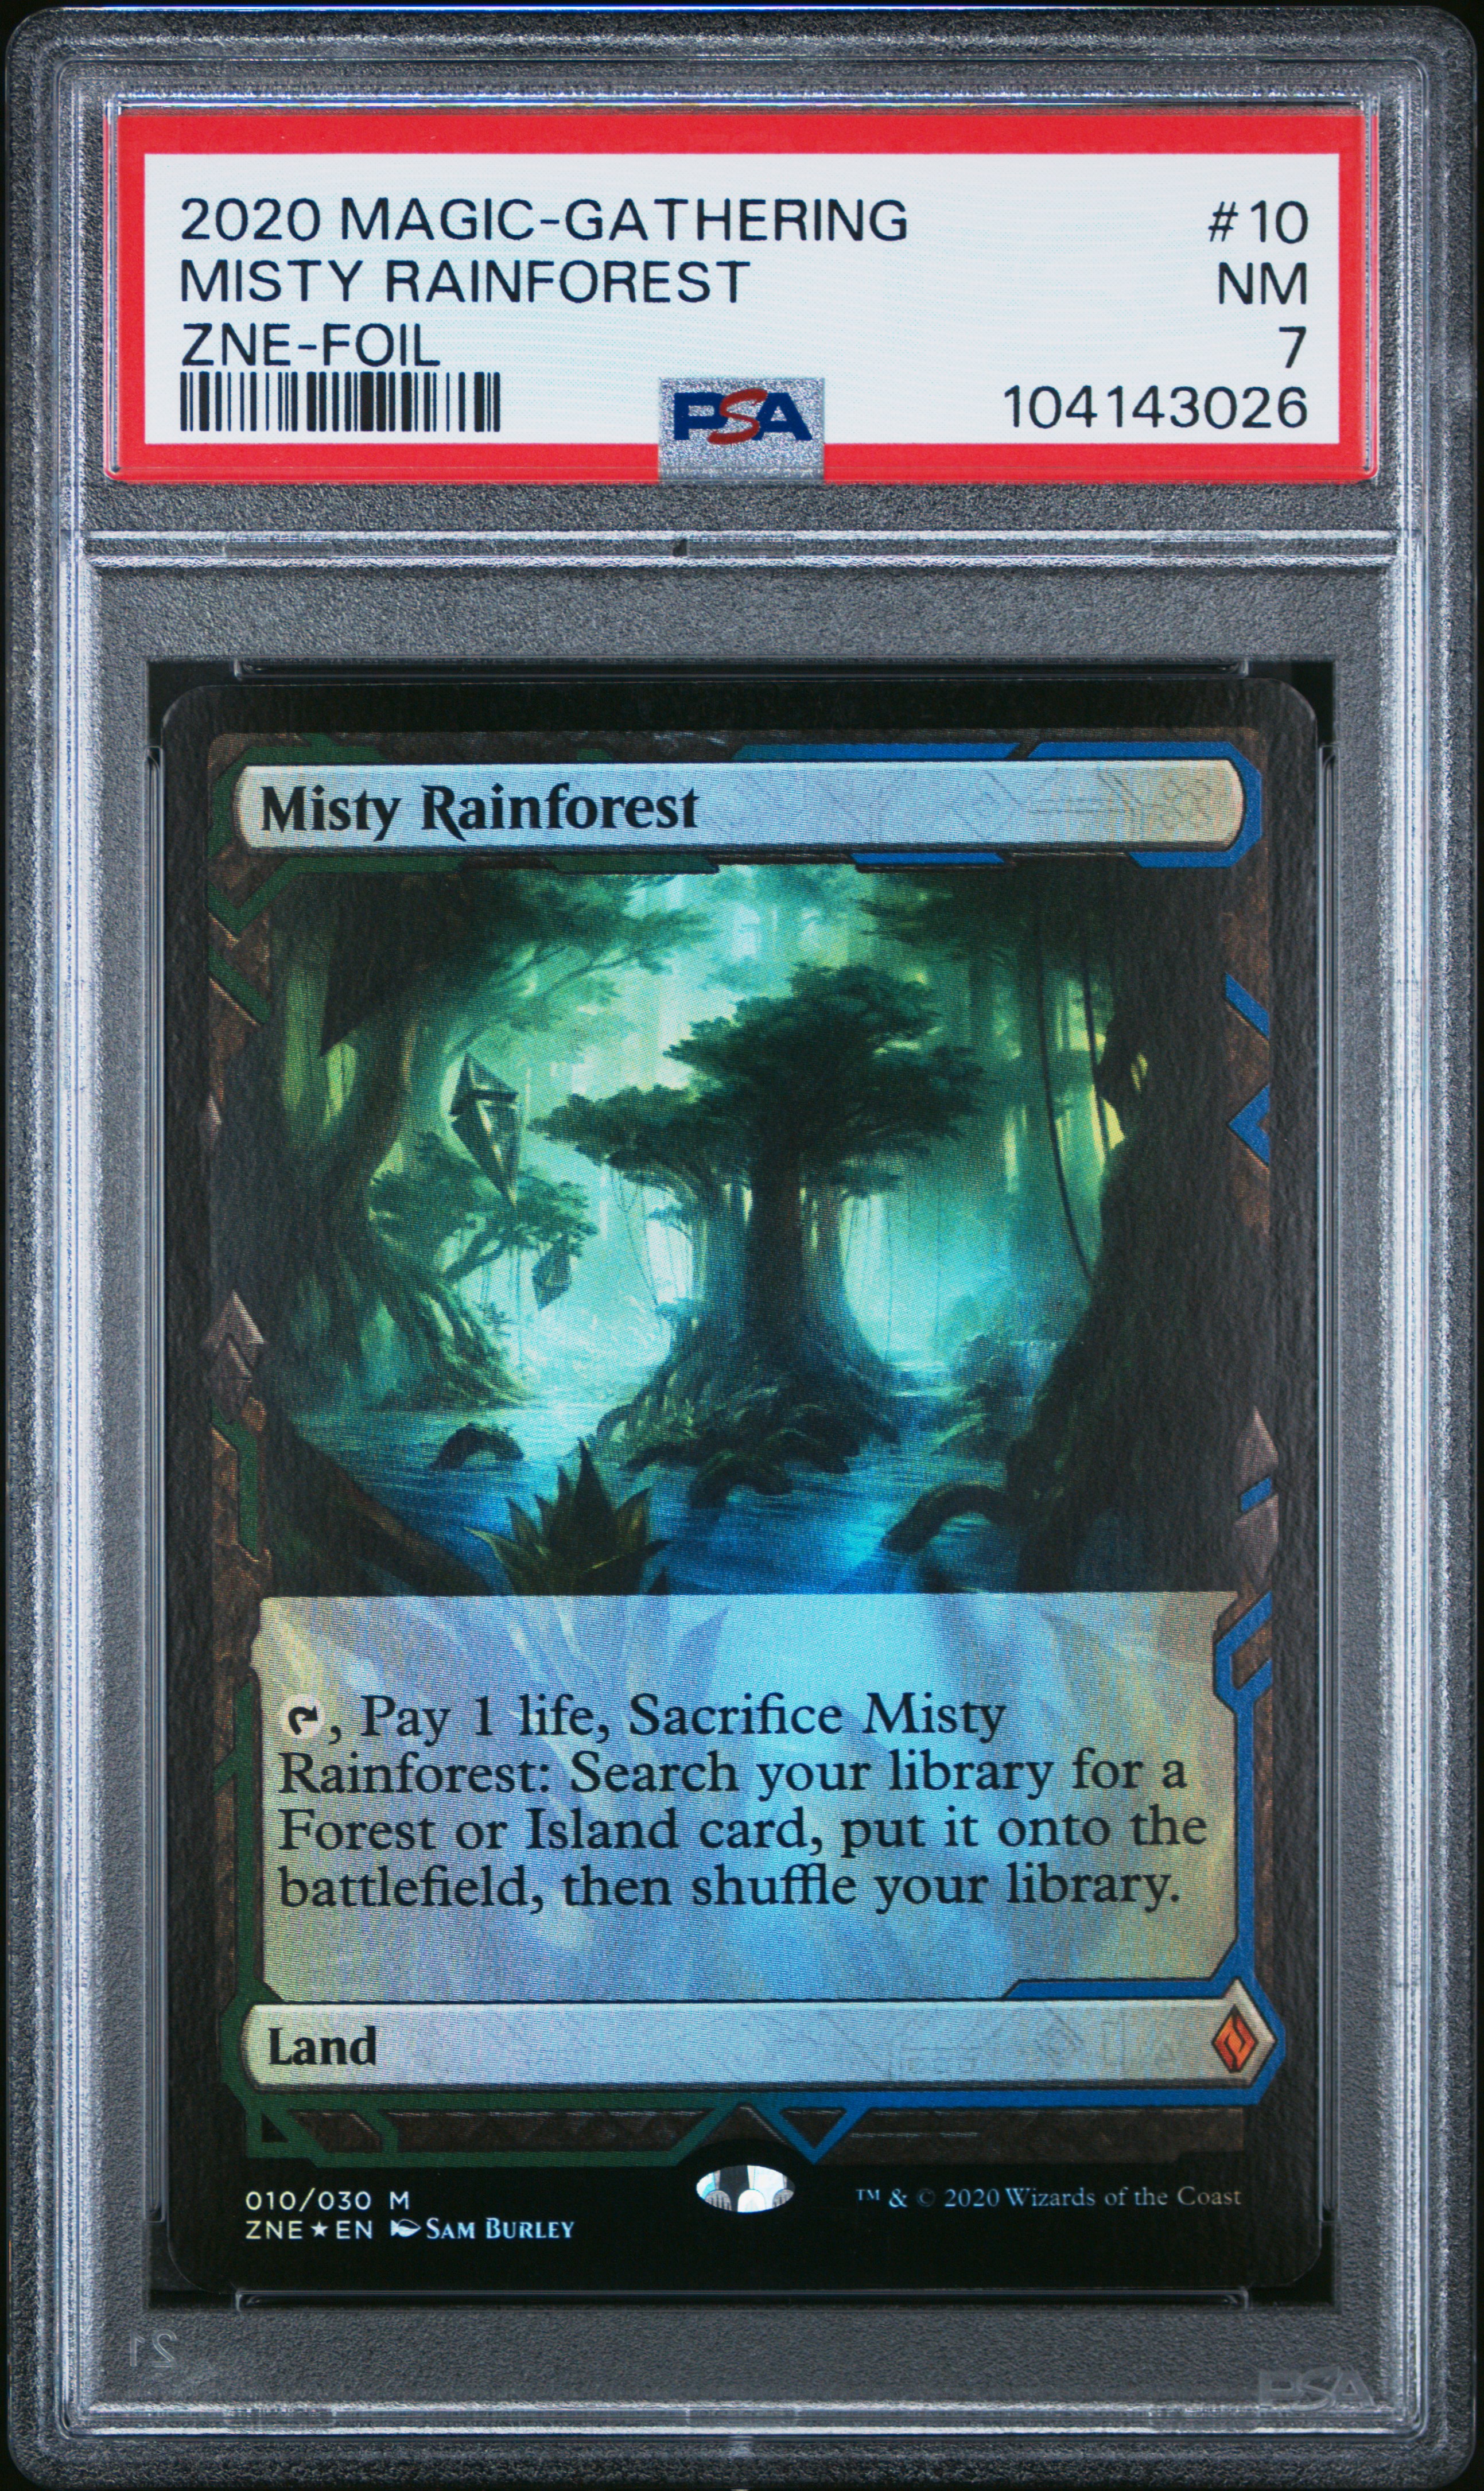 2020 MAGIC-GATHERING #10
MISTY RAINFOREST NM
ZNE-FOIL 7
PSA 104143026
Misty Rainforest
, Pay 1 life, Sacrifice Misty
Rainforest: Search your library for a
Forest or Island card, put it onto the
battlefield, then shuffle your library.
Land
010/030 M
ZNE★EN SAM BURLEY
™ & © 2020 Wizards of the Coast
21
PSA